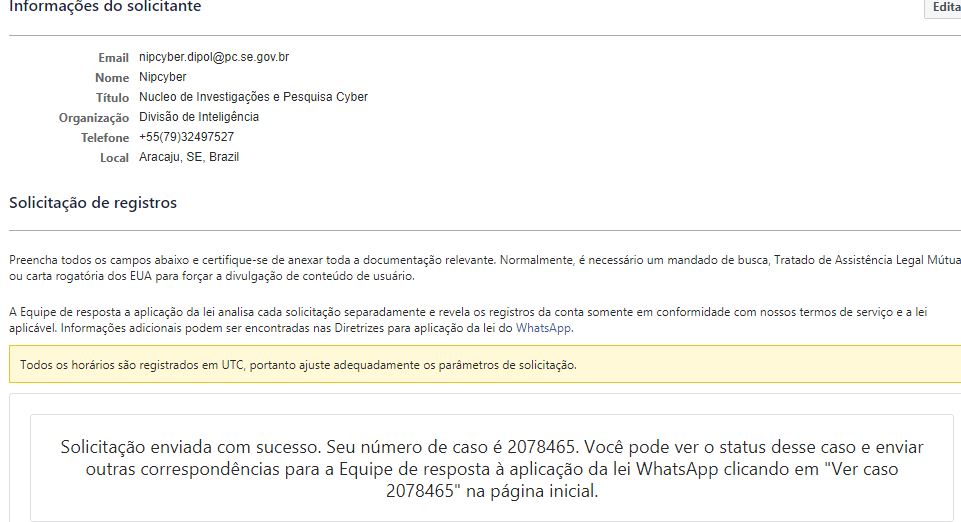 Informações do solicitante
Edita
Email nipcyber.dipol@pc.se.gov.br
Nome Nipcyber
Título Nucleo de Investigações e Pesquisa Cyber
Organização Divisão de Inteligência
Telefone +55(79)32497527
Local Aracaju, SE, Brazil
Solicitação de registros
Preencha todos os campos abaixo e certifique-se de anexar toda a documentação relevante. Normalmente, é necessário um mandado de busca, Tratado de Assistência Legal Mútua
ou carta rogatória dos EUA para forçar a divulgação de conteúdo de usuário.
A Equipe de resposta a aplicação da lei analisa cada solicitação separadamente e revela os registros da conta somente em conformidade com nossos termos de serviço e a lei
aplicável. Informações adicionais podem ser encontradas nas Diretrizes para aplicação da lei do WhatsApp.
Todos os horários são registrados em UTC, portanto ajuste adequadamente os parâmetros de solicitação.
Solicitação enviada com sucesso. Seu número de caso é 2078465. Você pode ver o status desse caso e enviar
outras correspondências para a Equipe de resposta à aplicação da lei WhatsApp clicando em "Ver caso
2078465" na página inicial.